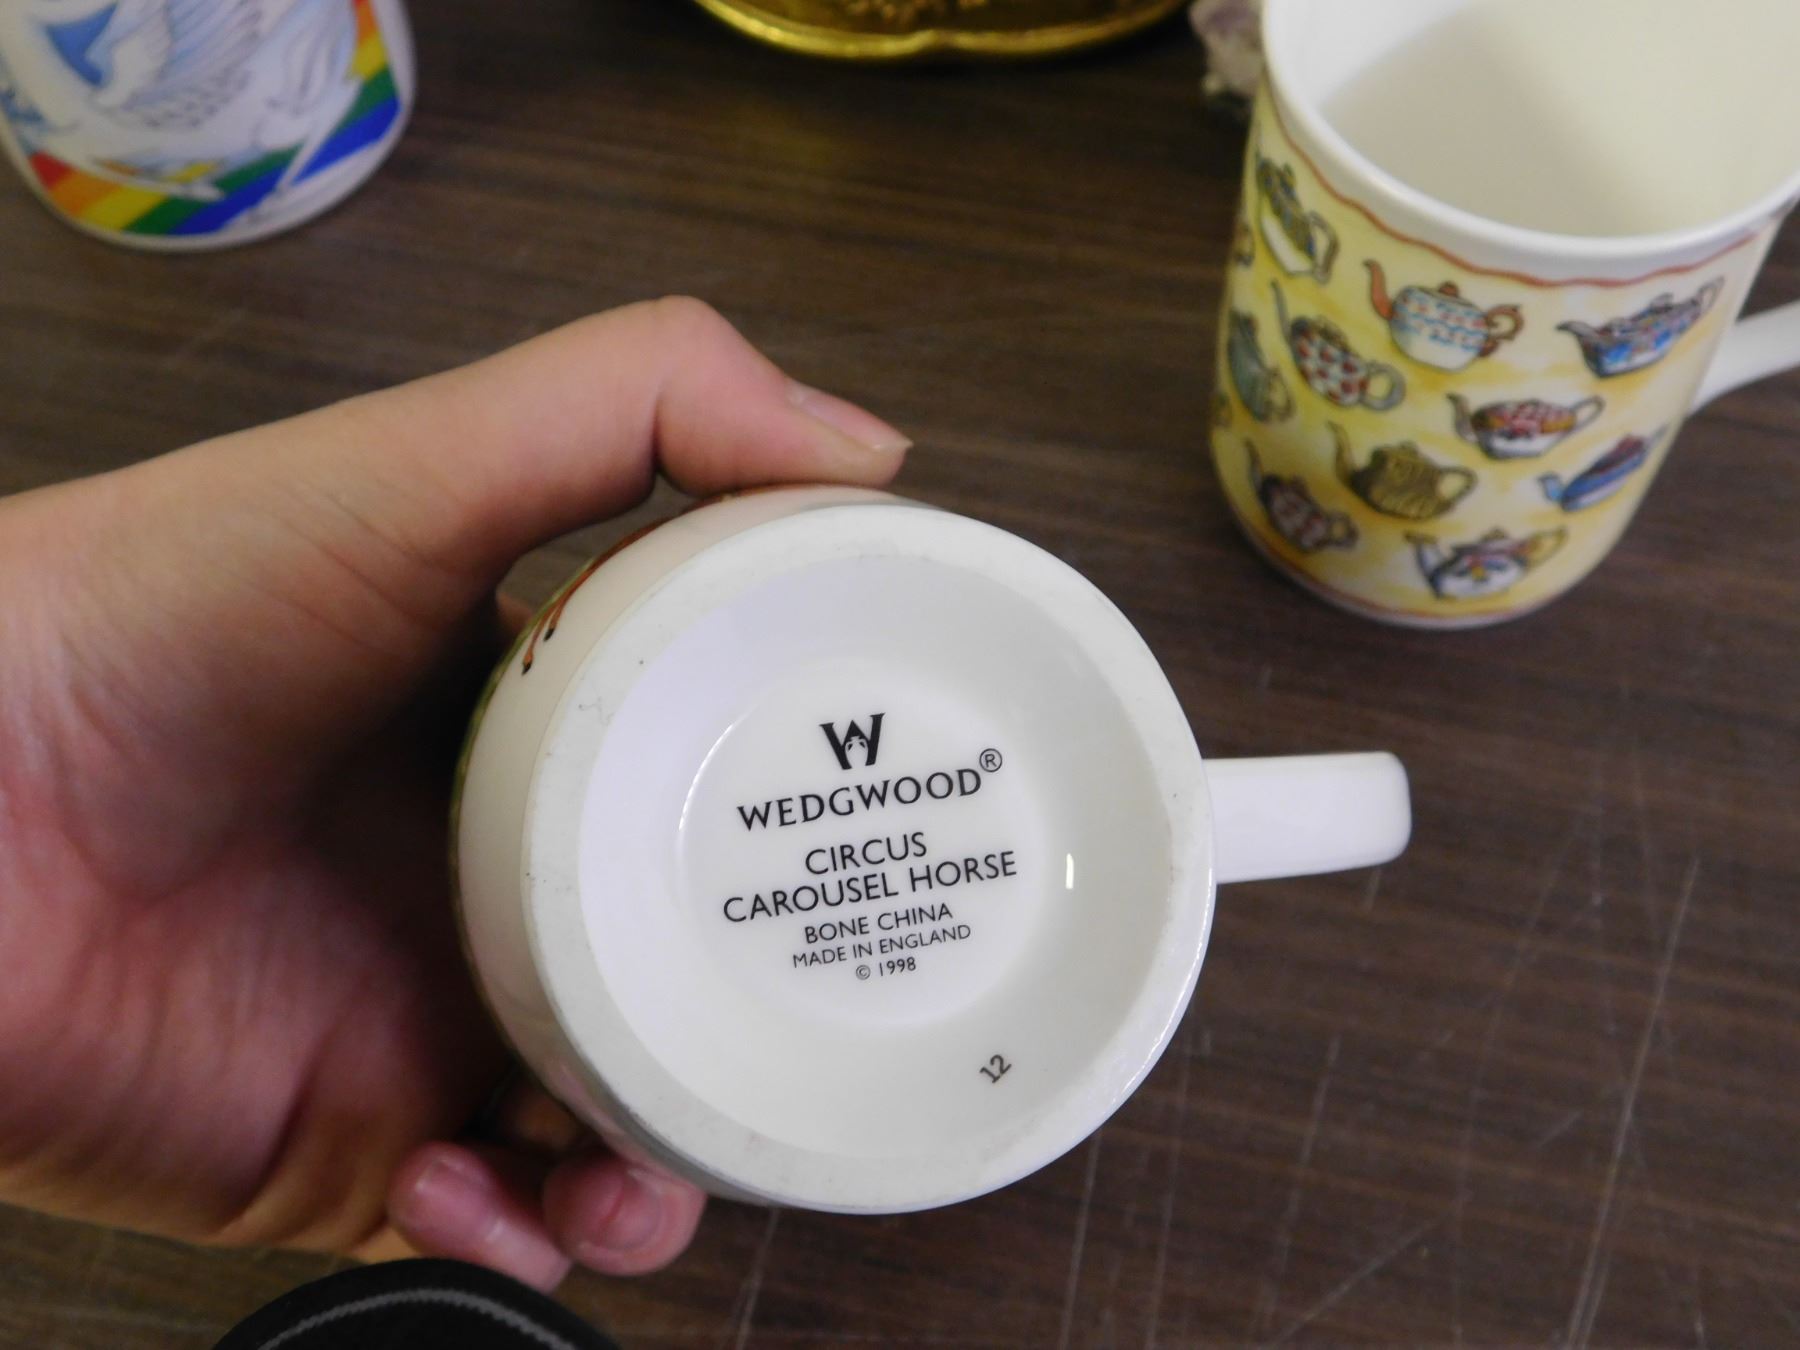 W
WEDGWOOD®
CIRCUS
CAROUSEL HORSE
BONE CHINA
MADE IN ENGLAND
© 1998
12